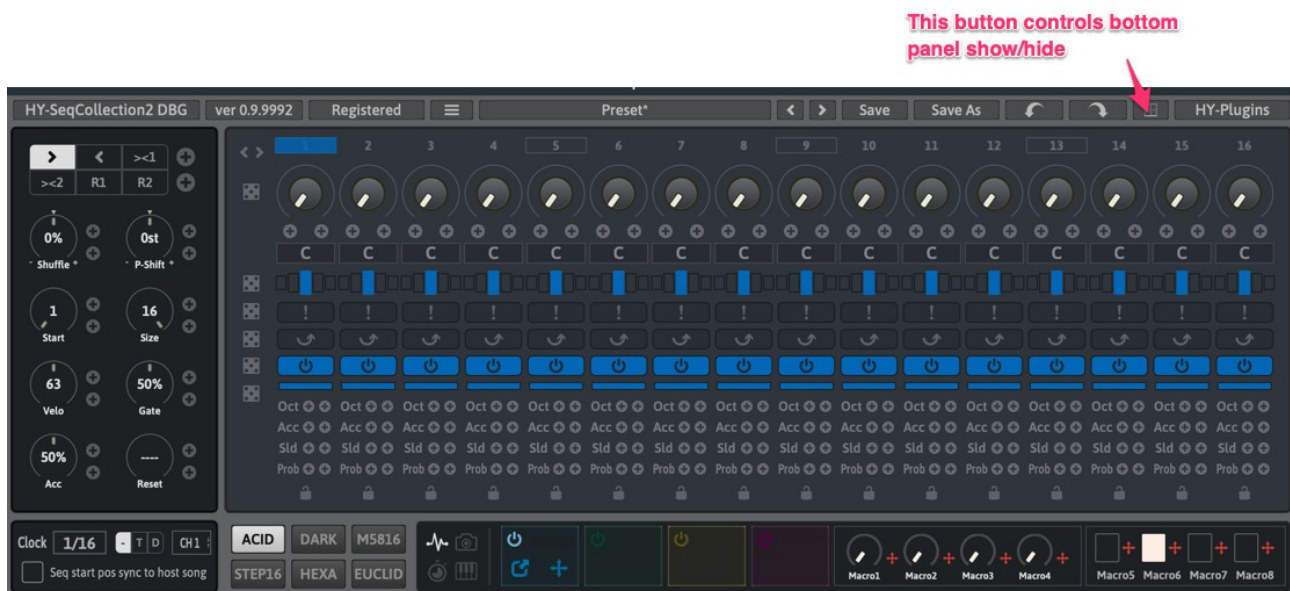 This button controls bottom
panel show/hide
HY-SeqCollection2 DBG ver 0.9.9992 Registered Preset* Save Save As HY-Plugins
> < ><1
><2 R1 R2
1 2 3 4 5 6 7 8 9 10 11 12 13 14 15 16
0% 0st
- Shuffle + - P-Shift +
1 16
Start Size
63 50%
Velo Gate
50% ----
Acc Reset
C C C C C C C C C C C C C C C C
! ! ! ! ! ! ! ! ! ! ! ! ! ! ! !
Oct Oct Oct Oct Oct Oct Oct Oct Oct Oct Oct Oct Oct Oct Oct Oct
Acc Acc Acc Acc Acc Acc Acc Acc Acc Acc Acc Acc Acc Acc Acc Acc
Sld Sld Sld Sld Sld Sld Sld Sld Sld Sld Sld Sld Sld Sld Sld Sld
Prob Prob Prob Prob Prob Prob Prob Prob Prob Prob Prob Prob Prob Prob Prob Prob
Clock 1/16 - T D CH1
Seq start pos sync to host song
ACID DARK M5816
STEP16 HEXA EUCLID
Macro1 Macro2 Macro3 Macro4 Macro5 Macro6 Macro7 Macro8